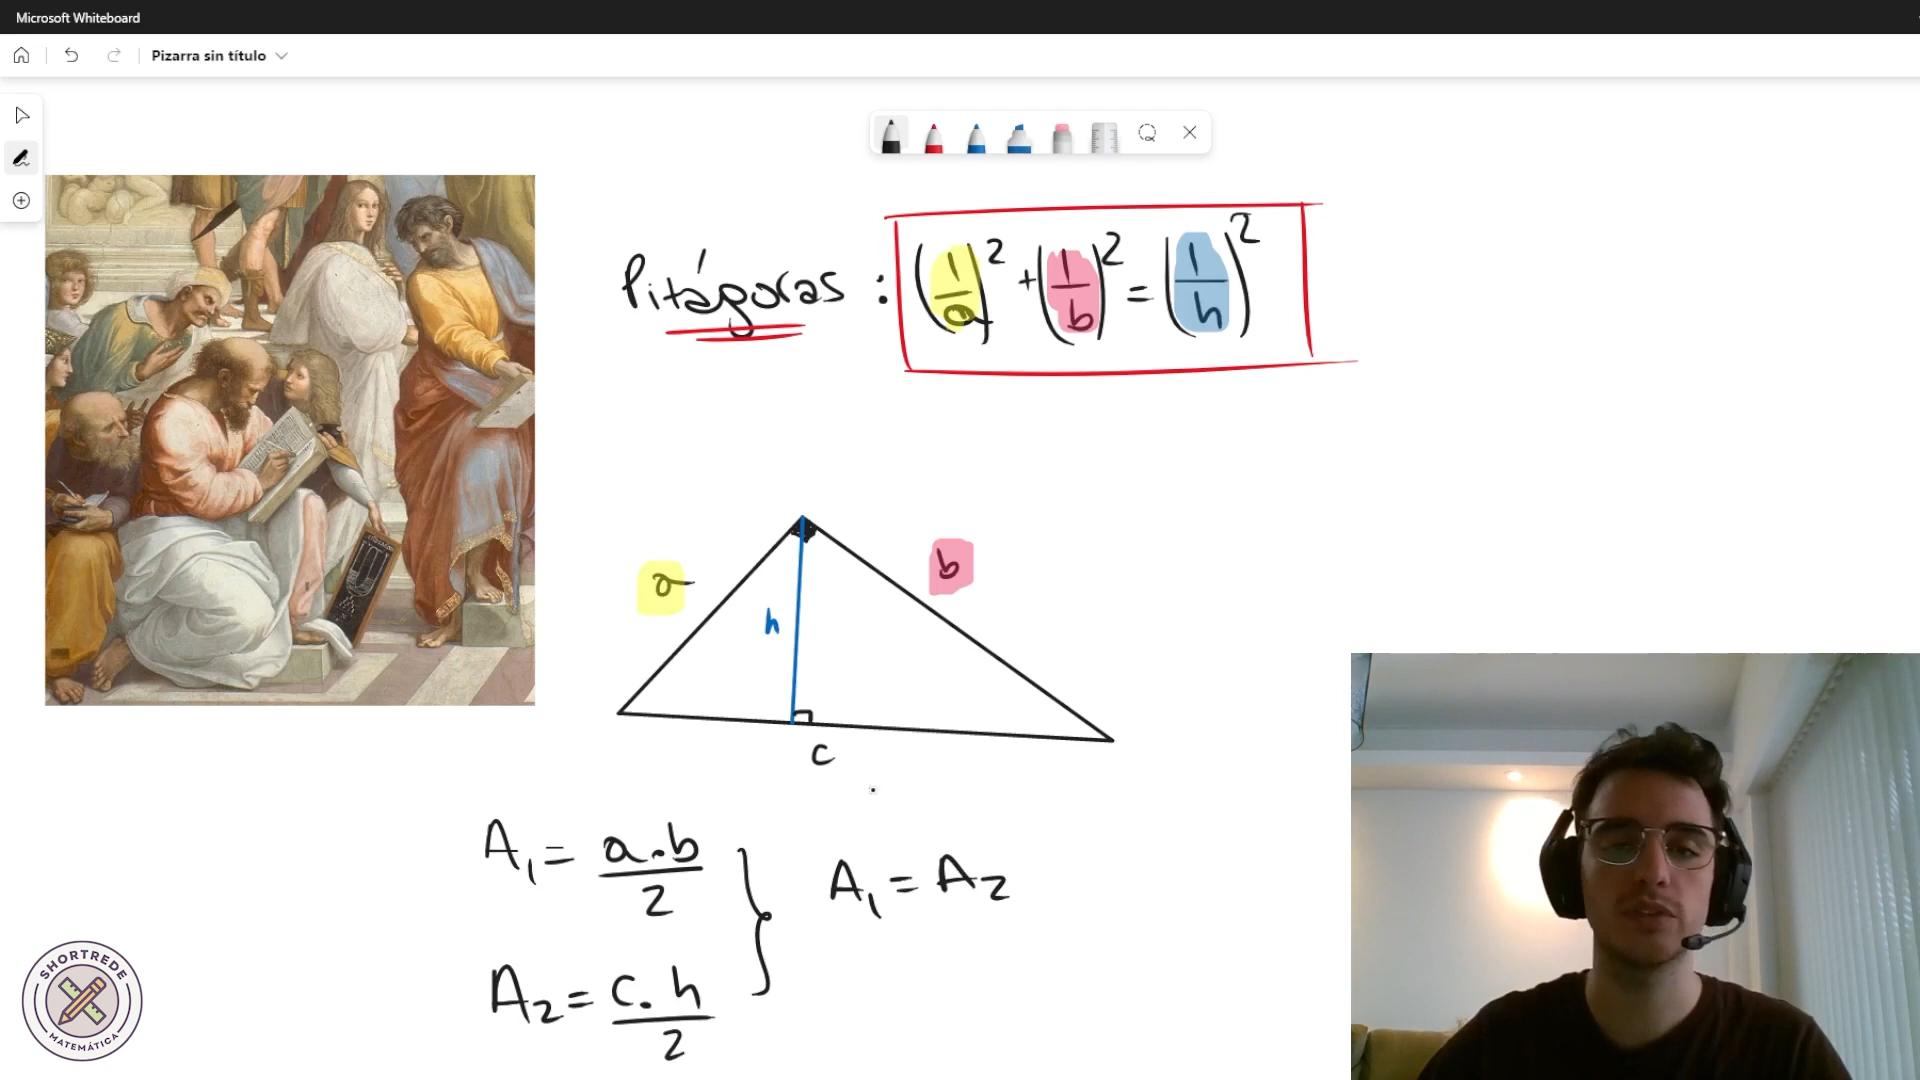 Microsoft Whiteboard
Pizarra sin título
Pitágoras : (1/a)² + (1/b)² = (1/h)²
a
b
h
c
A₁ = a·b/2
A₁ = A₂
A₂ = c·h/2
SHORTREDE
MATEMÁTICA